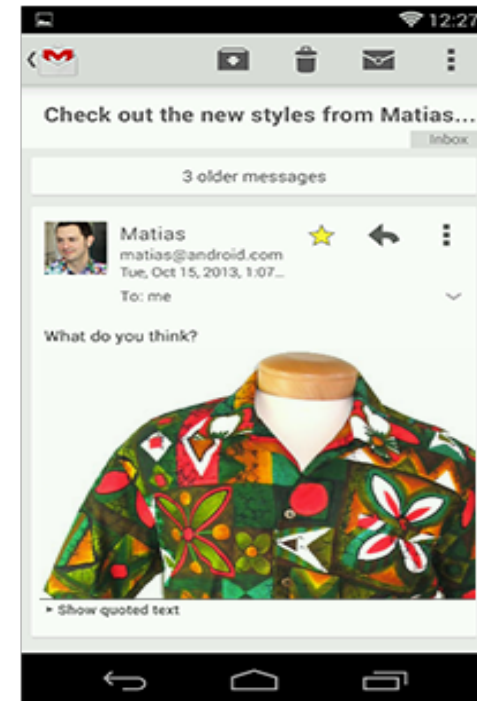 12:27
Check out the new styles from Matias...
Inbox
3 older messages
Matias
matias@android.com
Tue, Oct 15, 2013, 1:07...
To: me
What do you think?
▸ Show quoted text